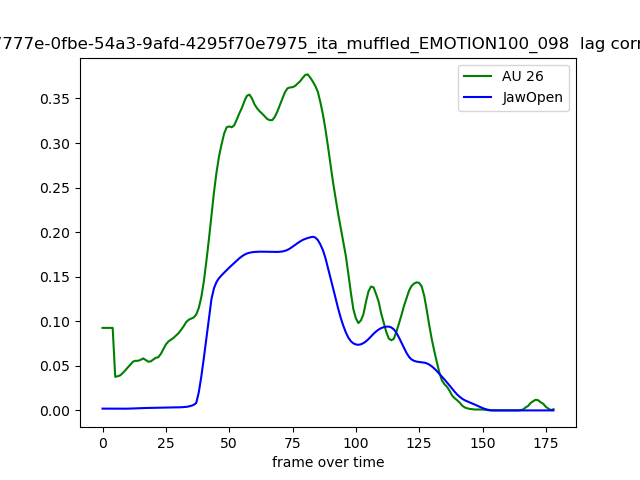 7777e-0fbe-54a3-9afd-4295f70e7975_ita_muffled_EMOTION100_098 lag corr
AU 26
JawOpen
0.35
0.30
0.25
0.20
0.15
0.10
0.05
0.00
0 25 50 75 100 125 150 175
frame over time